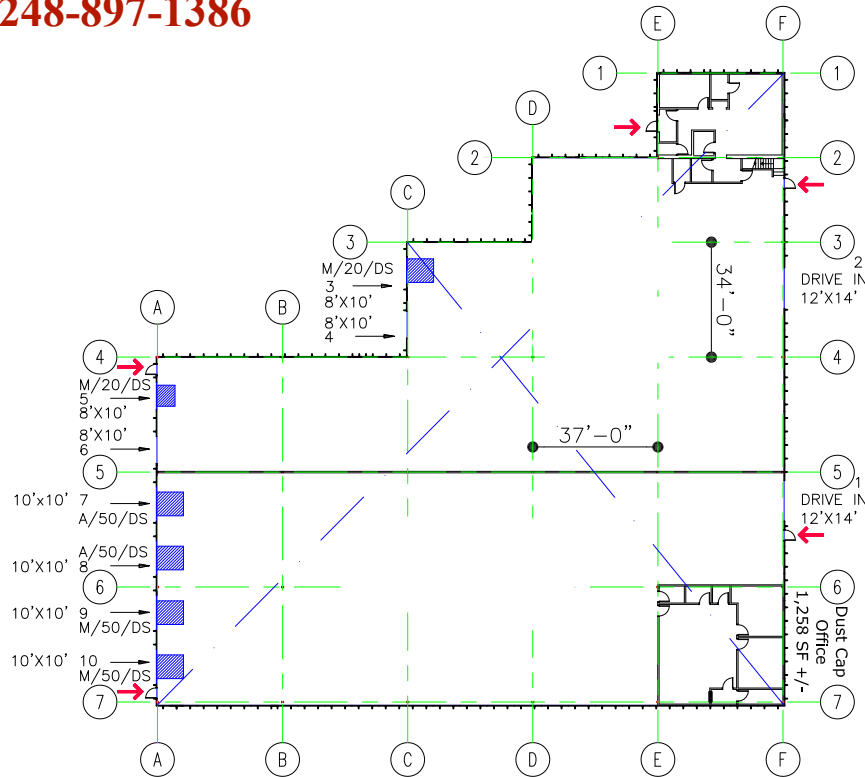 248-897-1386
E
F
1
1
D
2
2
C
3
3
M/20/DS
3
8'X10'
8'X10'
4
34'-0"
2
DRIVE IN
12'X14'
A
B
4
4
M/20/DS
5
8'X10'
8'X10'
6
37'-0"
5
5
1
DRIVE IN
12'X14'
10'x10' 7
A/50/DS
A/50/DS
10'X10' 8
6
6
10'X10' 9
M/50/DS
10'X10' 10
M/50/DS
Dust Cap
Office
1,258 SF +/-
7
7
A
B
C
D
E
F